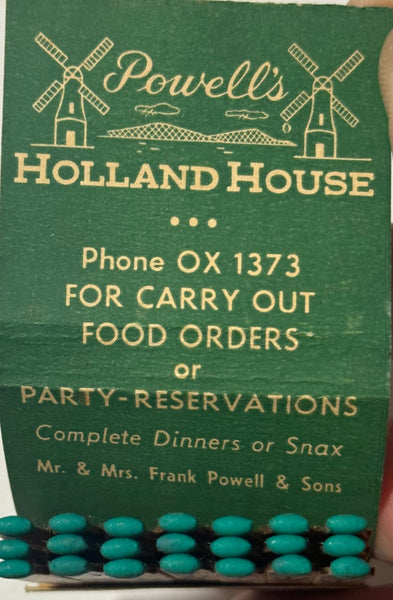 Powell's
HOLLAND HOUSE
Phone OX 1373
FOR CARRY OUT
FOOD ORDERS
or
PARTY-RESERVATIONS
Complete Dinners or Snax
Mr. & Mrs. Frank Powell & Sons